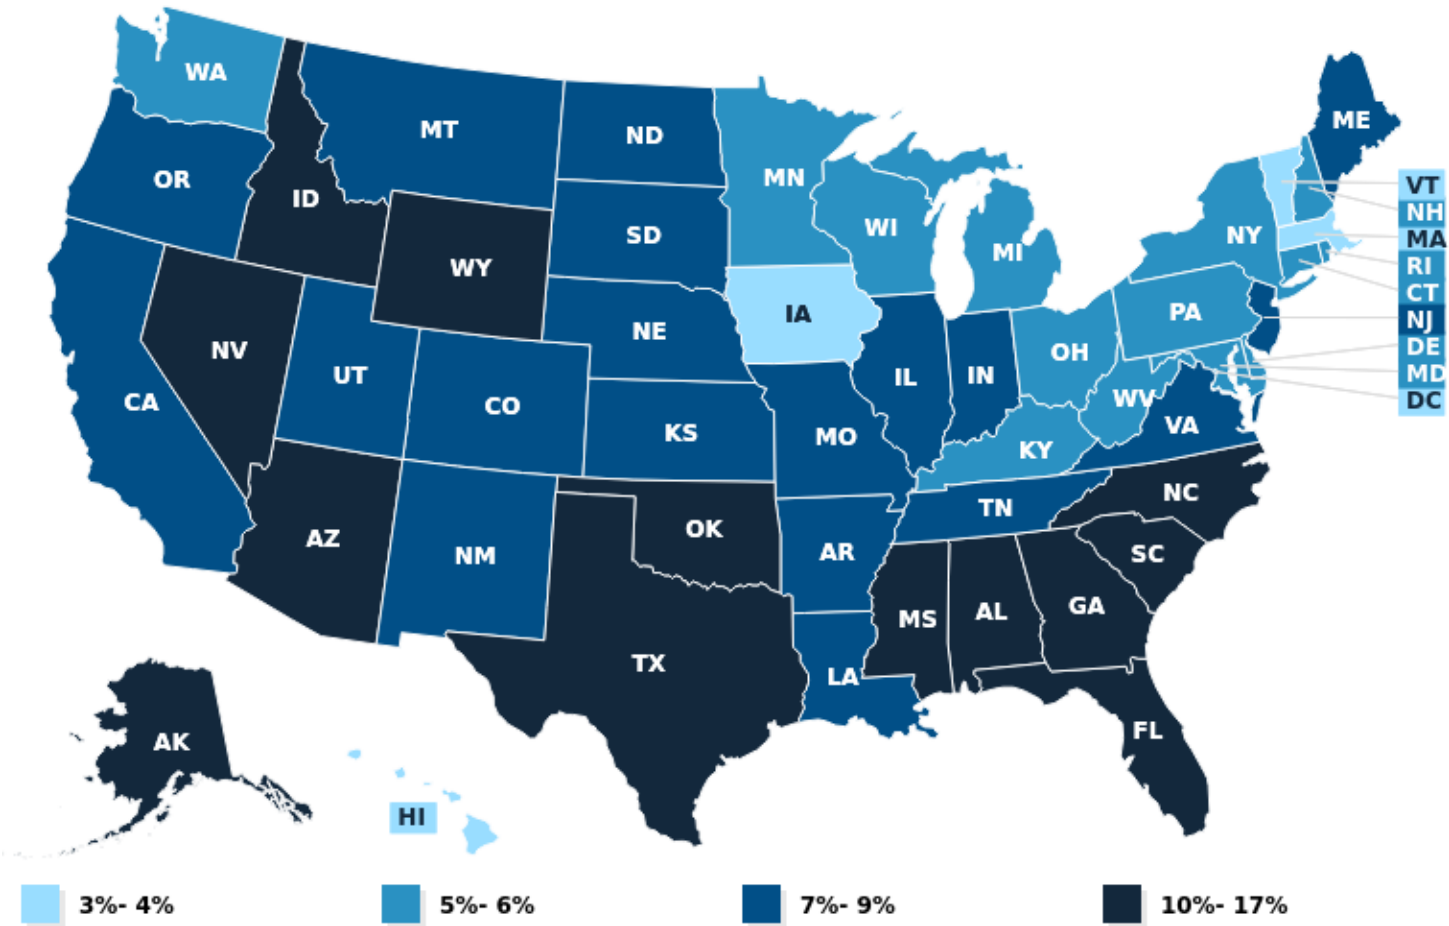 WA
MT
ND
ME
OR
ID
MN
VT
NH
SD
WI
NY
MA
WY
MI
RI
CT
IA
PA
NJ
NV
NE
OH
DE
UT
IL
IN
MD
CA
CO
WV
DC
KS
MO
VA
KY
NC
TN
AZ
OK
NM
AR
SC
MS
AL
GA
TX
LA
FL
AK
HI
3%- 4%
5%- 6%
7%- 9%
10%- 17%